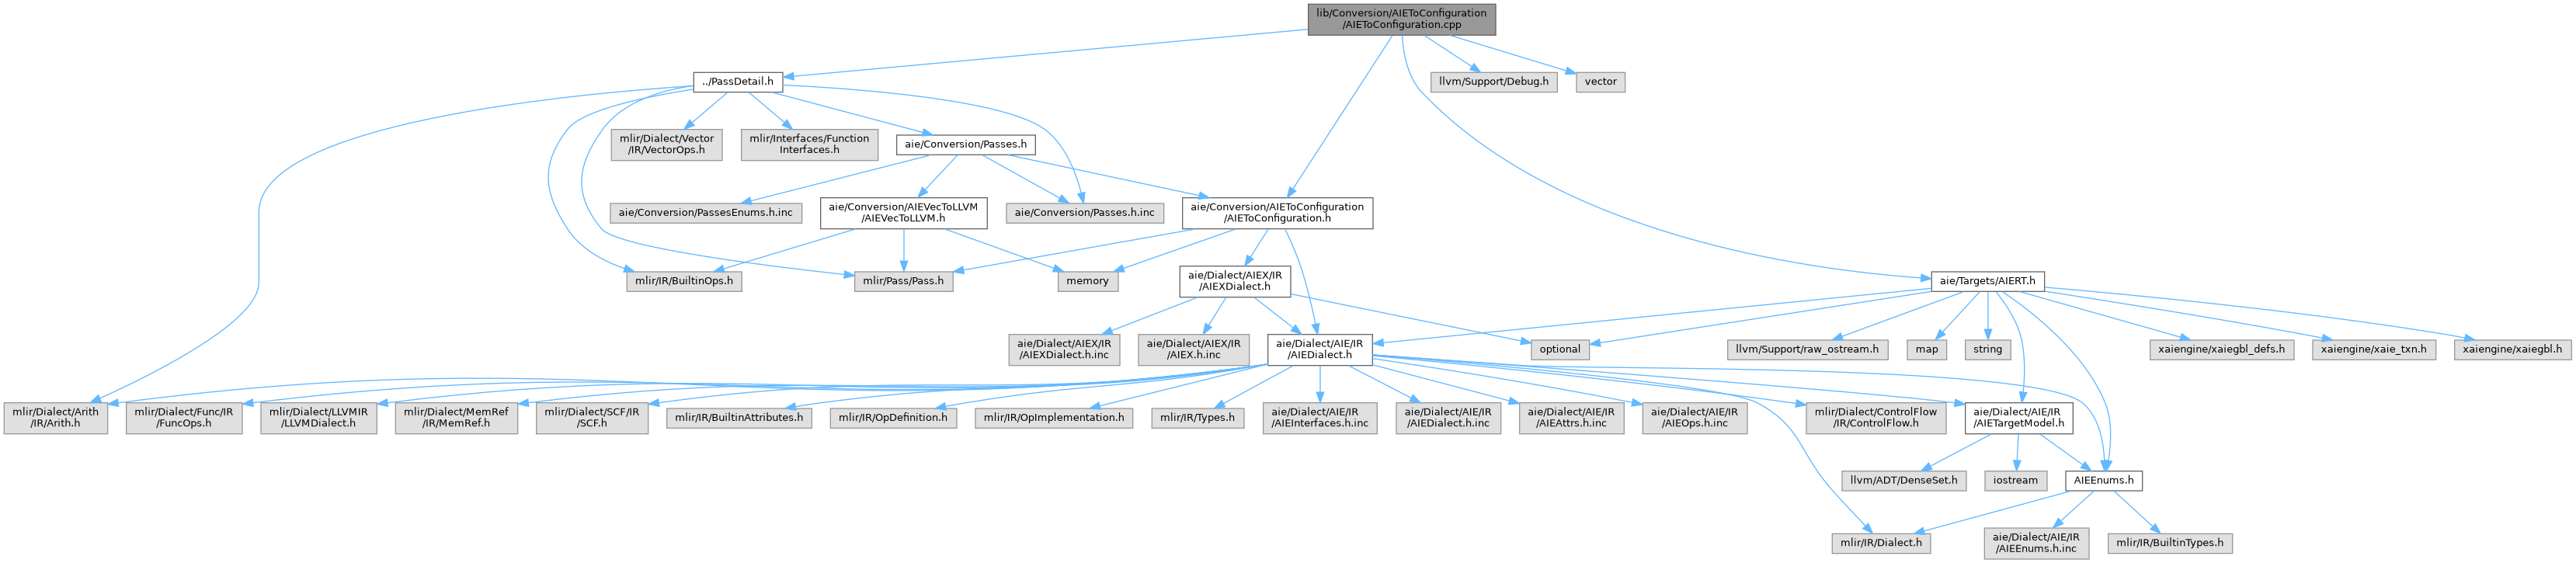 lib/Conversion/AIEToConfiguration
/AIEToConfiguration.cpp
../PassDetail.h
llvm/Support/Debug.h
vector
mlir/Dialect/Vector
/IR/VectorOps.h
mlir/Interfaces/Function
Interfaces.h
aie/Conversion/Passes.h
aie/Conversion/PassesEnums.h.inc
aie/Conversion/AIEVecToLLVM
/AIEVecToLLVM.h
aie/Conversion/Passes.h.inc
aie/Conversion/AIEToConfiguration
/AIEToConfiguration.h
mlir/IR/BuiltinOps.h
mlir/Pass/Pass.h
memory
aie/Dialect/AIEX/IR
/AIEXDialect.h
aie/Targets/AIERT.h
aie/Dialect/AIEX/IR
/AIEXDialect.h.inc
aie/Dialect/AIEX/IR
/AIEX.h.inc
aie/Dialect/AIE/IR
/AIEDialect.h
optional
llvm/Support/raw_ostream.h
map
string
xaiengine/xaiegbl_defs.h
xaiengine/xaie_txn.h
xaiengine/xaiegbl.h
mlir/Dialect/Arith
/IR/Arith.h
mlir/Dialect/Func/IR
/FuncOps.h
mlir/Dialect/LLVMIR
/LLVMDialect.h
mlir/Dialect/MemRef
/IR/MemRef.h
mlir/Dialect/SCF/IR
/SCF.h
mlir/IR/BuiltinAttributes.h
mlir/IR/OpDefinition.h
mlir/IR/OpImplementation.h
mlir/IR/Types.h
aie/Dialect/AIE/IR
/AIEInterfaces.h.inc
aie/Dialect/AIE/IR
/AIEDialect.h.inc
aie/Dialect/AIE/IR
/AIEAttrs.h.inc
aie/Dialect/AIE/IR
/AIEOps.h.inc
mlir/Dialect/ControlFlow
/IR/ControlFlow.h
aie/Dialect/AIE/IR
/AIETargetModel.h
llvm/ADT/DenseSet.h
iostream
AIEEnums.h
mlir/IR/Dialect.h
aie/Dialect/AIE/IR
/AIEEnums.h.inc
mlir/IR/BuiltinTypes.h